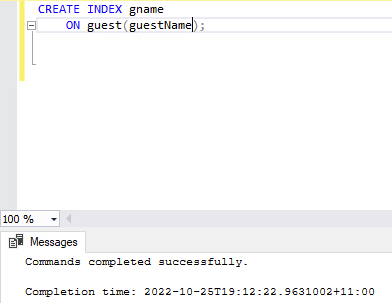 CREATE INDEX gname
ON guest(guestName);
100 %
Messages
Commands completed successfully.
Completion time: 2022-10-25T19:12:22.9631002+11:00